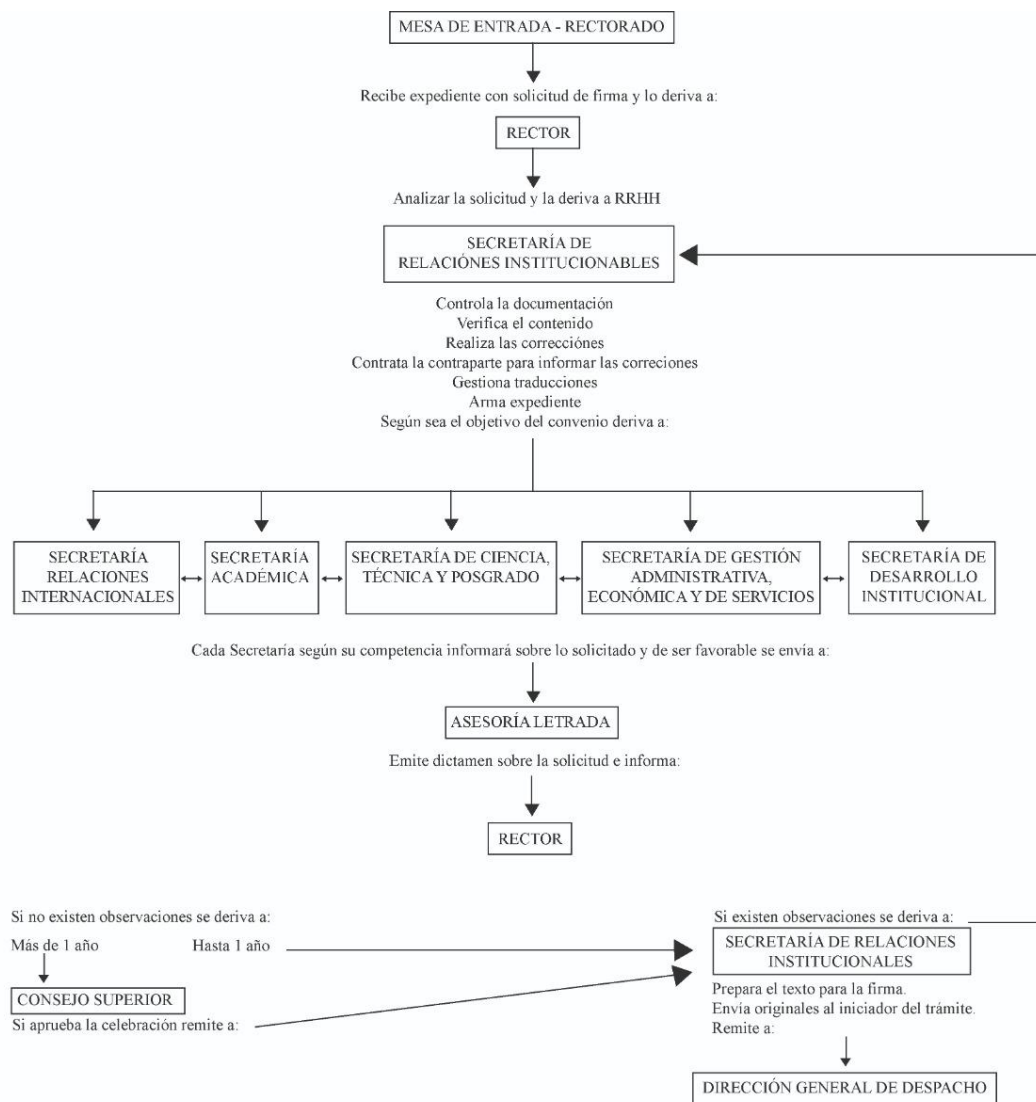 MESA DE ENTRADA - RECTORADO
Recibe expediente con solicitud de firma y lo deriva a:
RECTOR
Analizar la solicitud y la deriva a RRHH
SECRETARÍA DE
RELACIÓNES INSTITUCIONABLES
Controla la documentación
Verifica el contenido
Realiza las correcciónes
Contrata la contraparte para informar las correciones
Gestiona traducciones
Arma expediente
Según sea el objetivo del convenio deriva a:
SECRETARÍA
RELACIONES
INTERNACIONALES
SECRETARÍA
ACADÉMICA
SECRETARÍA DE CIENCIA,
TÉCNICA Y POSGRADO
SECRETARÍA DE GESTIÓN
ADMINISTRATIVA,
ECONÓMICA Y DE SERVICIOS
SECRETARÍA DE
DESARROLLO
INSTITUCIONAL
Cada Secretaría según su competencia informará sobre lo solicitado y de ser favorable se envía a:
ASESORÍA LETRADA
Emite dictamen sobre la solicitud e informa:
RECTOR
Si no existen observaciones se deriva a:
Más de 1 año
Hasta 1 año
CONSEJO SUPERIOR
Si aprueba la celebración remite a:
Si existen observaciones se deriva a:
SECRETARÍA DE RELACIONES
INSTITUCIONALES
Prepara el texto para la firma.
Envía originales al iniciador del trámite.
Remite a:
DIRECCIÓN GENERAL DE DESPACHO